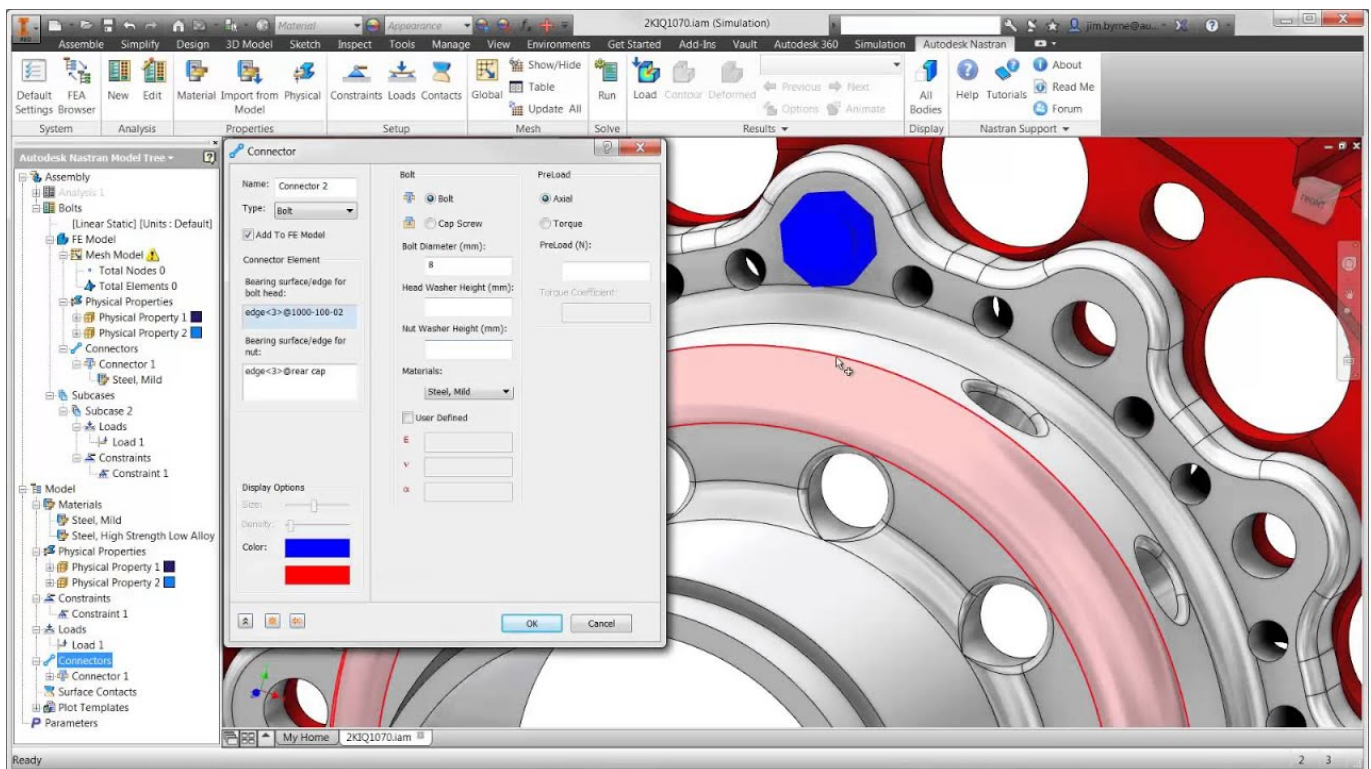 PRO
Material
Appearance
2KIQ1070.iam (Simulation)
jim.byrne@au...
Assemble Simplify Design 3D Model Sketch Inspect Tools Manage View Environments Get Started Add-Ins Vault Autodesk 360 Simulation Autodesk Nastran
Default Settings
FEA Browser
New
Edit
Material
Import from Model
Physical
Constraints
Loads
Contacts
Global
Show/Hide
Table
Update All
Run
Load
Contour
Deformed
Previous
Next
Options
Animate
All Bodies
Help
Tutorials
About
Read Me
Forum
System Analysis Properties Setup Mesh Solve Results Display Nastran Support
Autodesk Nastran Model Tree
Assembly
Analysis 1
Bolts
[Linear Static] [Units : Default]
FE Model
Mesh Model
Total Nodes 0
Total Elements 0
Physical Properties
Physical Property 1
Physical Property 2
Connectors
Connector 1
Steel, Mild
Subcases
Subcase 2
Loads
Load 1
Constraints
Constraint 1
Model
Materials
Steel, Mild
Steel, High Strength Low Alloy
Physical Properties
Physical Property 1
Physical Property 2
Constraints
Constraint 1
Loads
Load 1
Connectors
Connector 1
Surface Contacts
Plot Templates
Parameters
Connector
Name: Connector 2
Type: Bolt
Add To FE Model
Connector Element
Bearing surface/edge for
bolt head:
edge<3>@1000-100-02
Bearing surface/edge for
nut:
edge<3>@rear cap
Display Options
Size:
Density:
Color:
Bolt
Bolt
Cap Screw
Bolt Diameter (mm):
8
Head Washer Height (mm):
Nut Washer Height (mm):
Materials:
Steel, Mild
User Defined
E
ν
α
PreLoad
Axial
Torque
PreLoad (N):
Torque Coefficient:
OK
Cancel
FRONT
My Home
2KIQ1070.iam
Ready
2 3